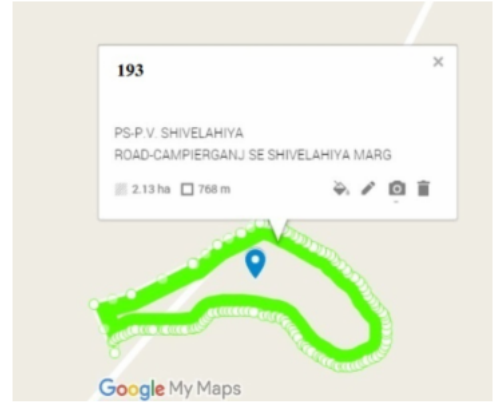 193
PS-P.V. SHIVELAHIYA
ROAD-CAMPIERGANJ SE SHIVELAHIYA MARG
2.13 ha 768 m
Google My Maps